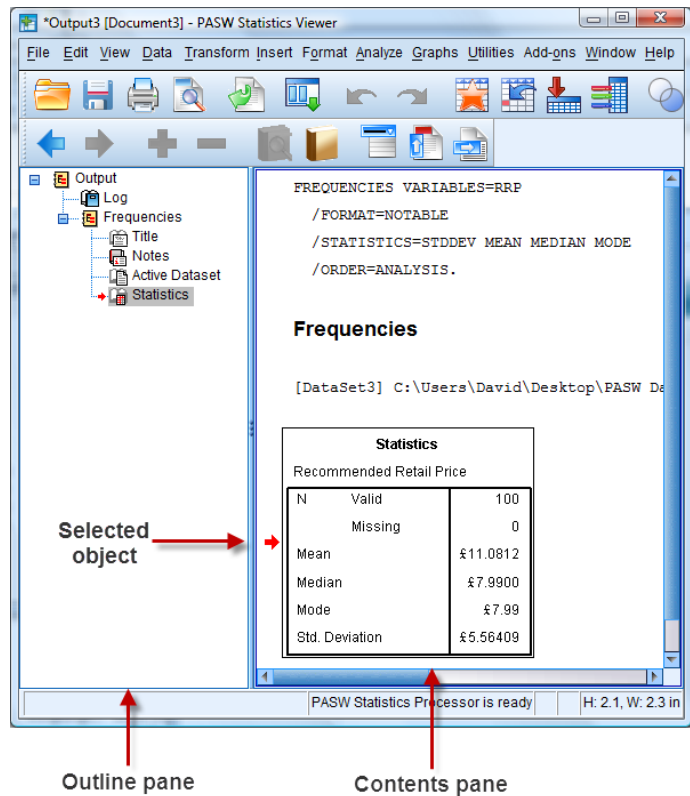 *Output3 [Document3] - PASW Statistics Viewer
File Edit View Data Transform Insert Format Analyze Graphs Utilities Add-ons Window Help
Output
Log
Frequencies
Title
Notes
Active Dataset
Statistics
FREQUENCIES VARIABLES=RRP
/FORMAT=NOTABLE
/STATISTICS=STDDEV MEAN MEDIAN MODE
/ORDER=ANALYSIS.
Frequencies
[DataSet3] C:\Users\David\Desktop\PASW Da
Statistics
Recommended Retail Price
N Valid 100
Missing 0
Mean £11.0812
Median £7.9900
Mode £7.99
Std. Deviation £5.56409
Selected
object
PASW Statistics Processor is ready H: 2.1, W: 2.3 in
Outline pane
Contents pane